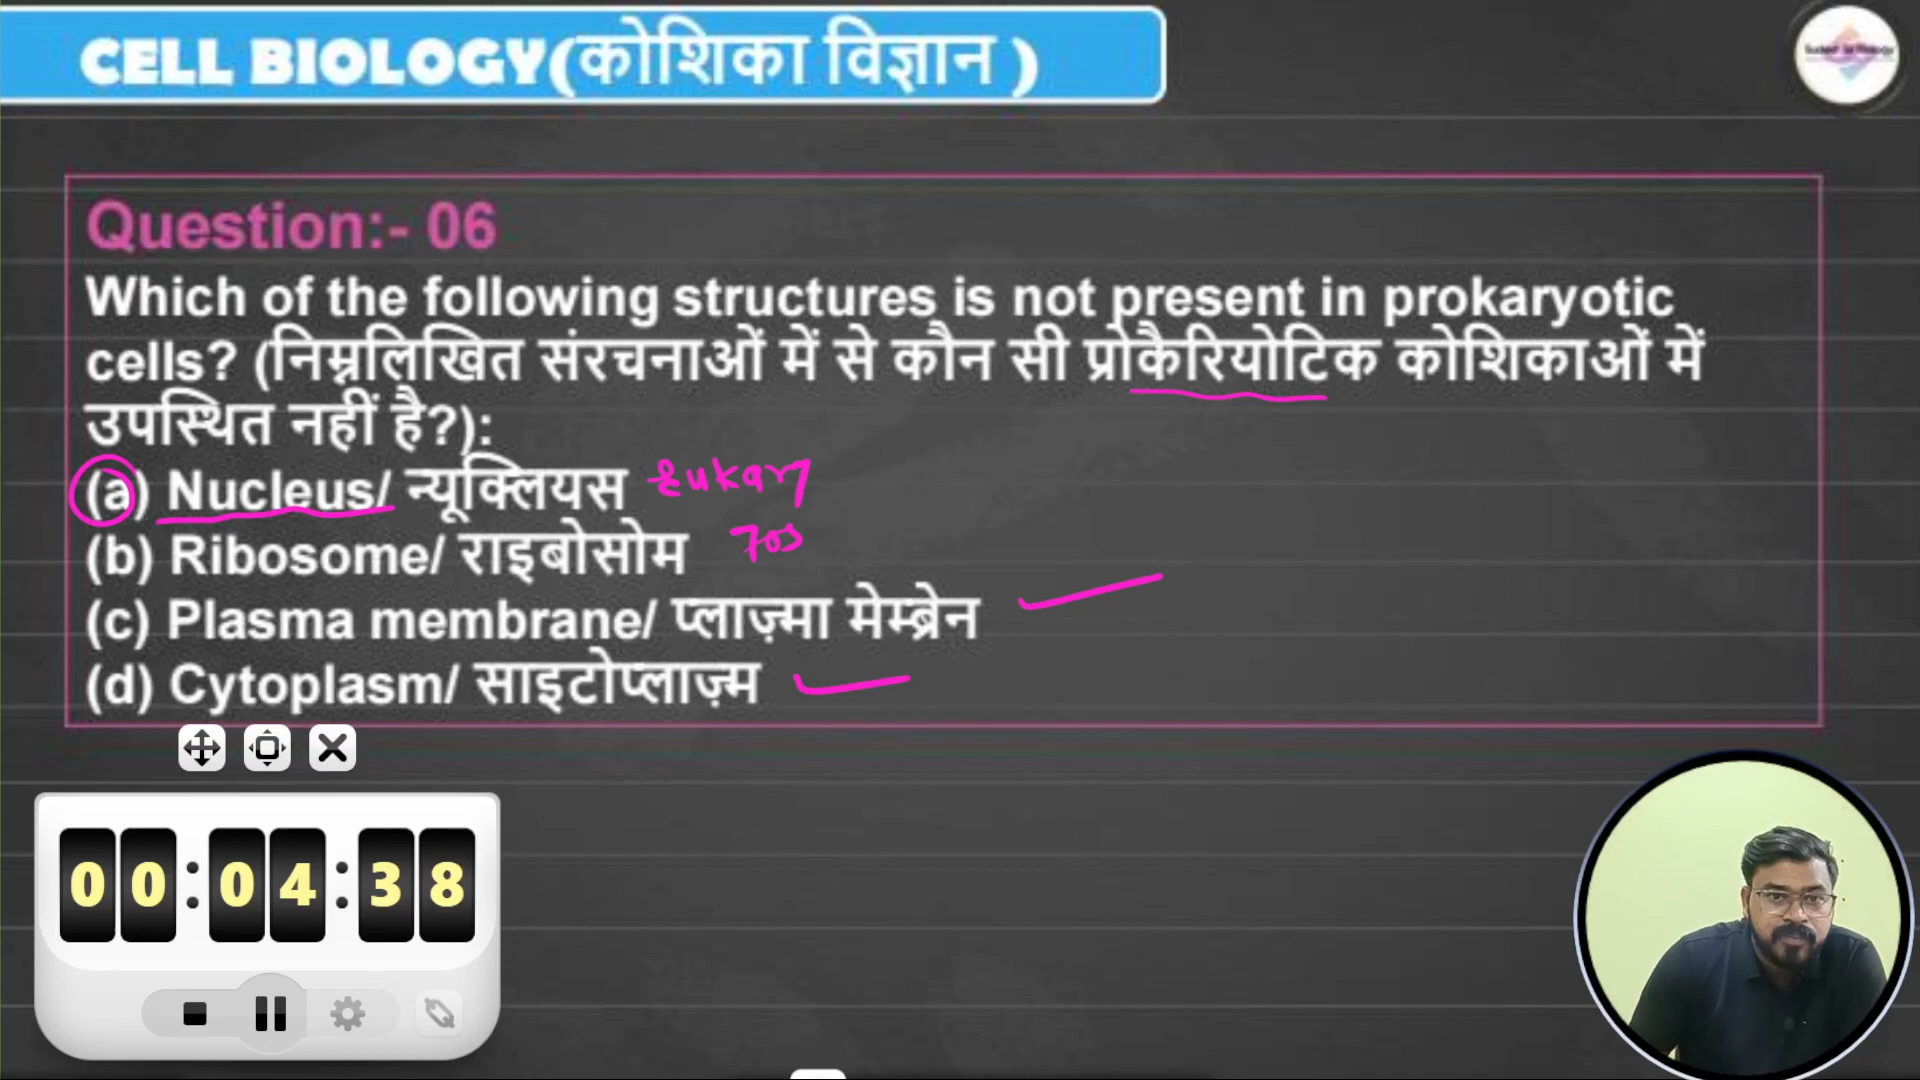 CELL BIOLOGY(कोशिका विज्ञान )
Question:- 06
Which of the following structures is not present in prokaryotic
cells? (निम्नलिखित संरचनाओं में से कौन सी प्रोकैरियोटिक कोशिकाओं में
उपस्थित नहीं है?):
(a) Nucleus/ न्यूक्लियस Eukary
(b) Ribosome/ राइबोसोम 70s
(c) Plasma membrane/ प्लाज़्मा मेम्ब्रेन
(d) Cytoplasm/ साइटोप्लाज़्म
00:04:38